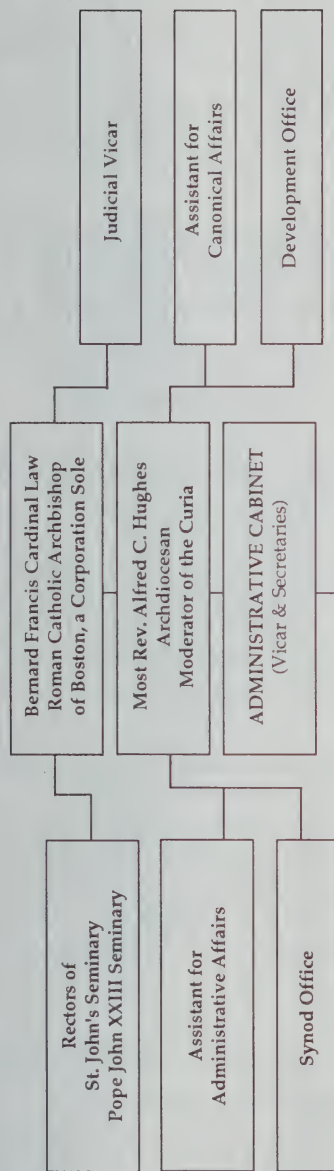 Bernard Francis Cardinal Law
Roman Catholic Archbishop
of Boston, a Corporation Sole
Rectors of
St. John's Seminary
Pope John XXIII Seminary
Judicial Vicar
Most Rev. Alfred C. Hughes
Archdiocesan
Moderator of the Curia
Assistant for
Administrative Affairs
Assistant for
Canonical Affairs
Synod Office
Development Office
ADMINISTRATIVE CABINET
(Vicar & Secretaries)